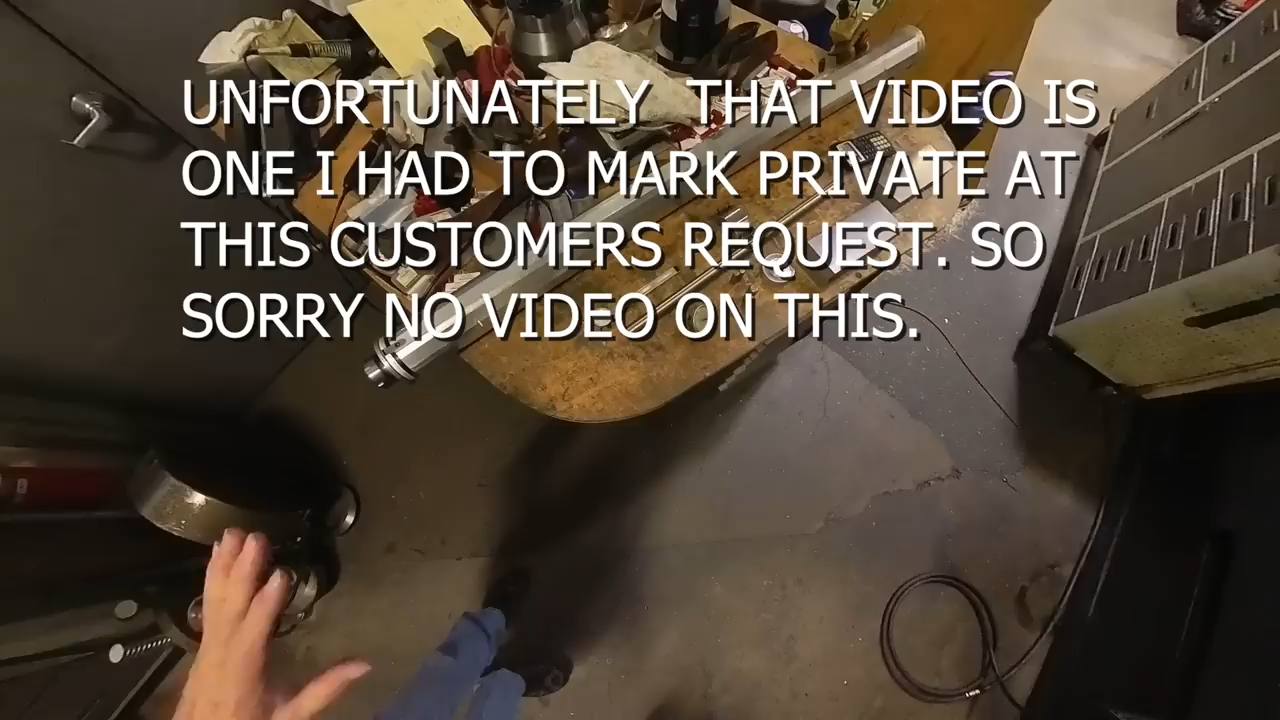 UNFORTUNATELY THAT VIDEO IS
ONE I HAD TO MARK PRIVATE AT
THIS CUSTOMERS REQUEST. SO
SORRY NO VIDEO ON THIS.